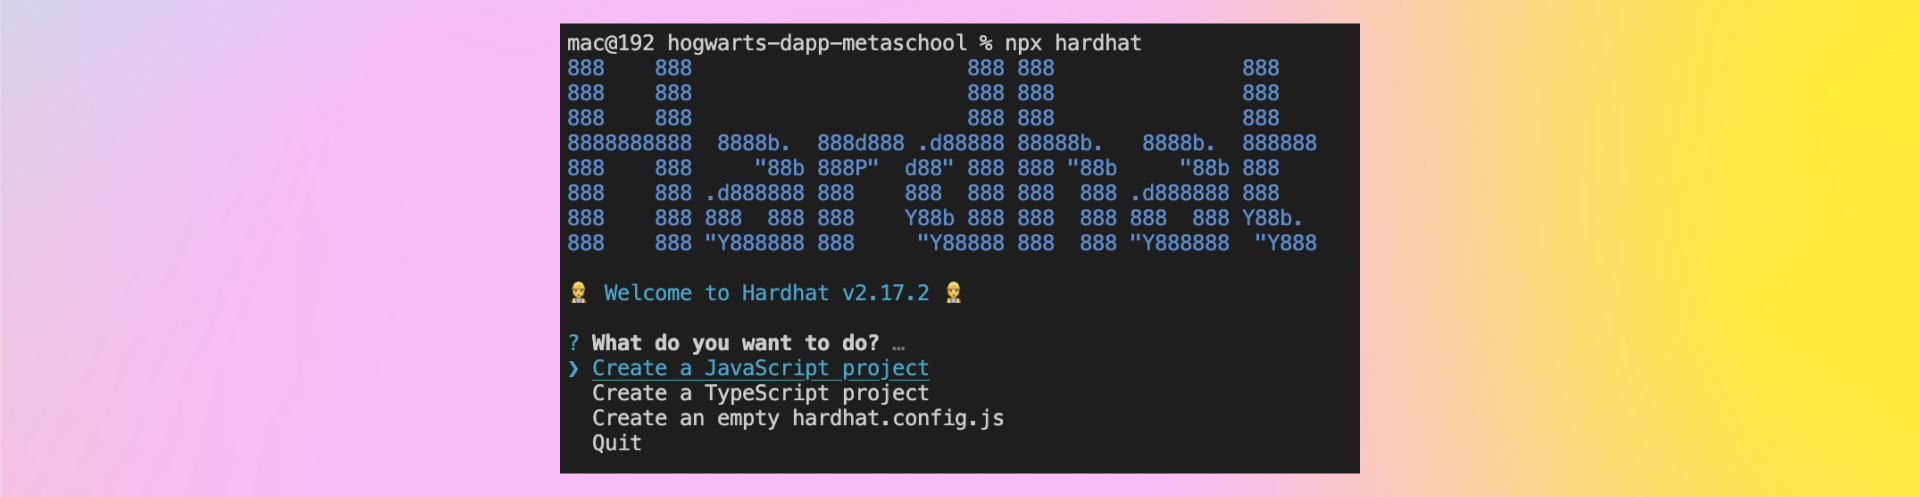 mac@192 hogwarts-dapp-metaschool % npx hardhat
888    888                      888 888               888
888    888                      888 888               888
888    888                      888 888               888
8888888888  8888b.  888d888 .d88888 88888b.   8888b.  888888
888    888     "88b 888P"  d88" 888 888 "88b     "88b 888
888    888 .d888888 888    888  888 888  888 .d888888 888
888    888 888  888 888    Y88b 888 888  888 888  888 Y88b.
888    888 "Y888888 888     "Y88888 888  888 "Y888888  "Y888
👷 Welcome to Hardhat v2.17.2 👷
? What do you want to do? …
❯ Create a JavaScript project
Create a TypeScript project
Create an empty hardhat.config.js
Quit